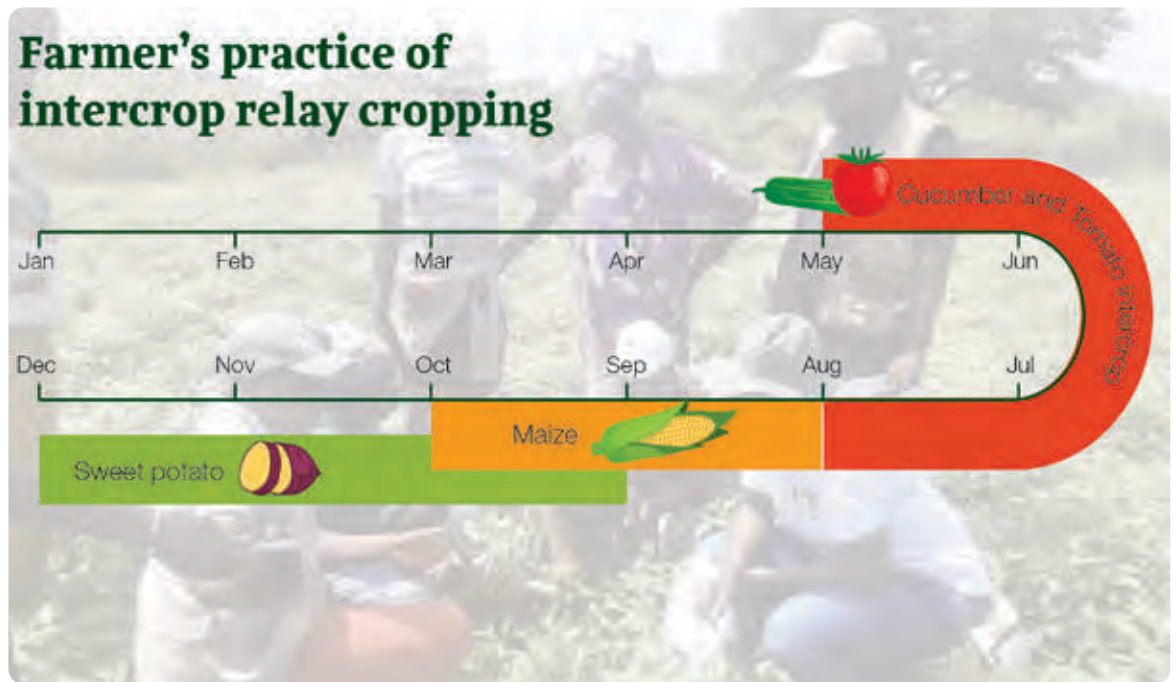 Farmer's practice of
intercrop relay cropping
Cucumber and Tomato intercrop
Jan Feb Mar Apr May Jun
Dec Nov Oct Sep Aug Jul
Maize
Sweet potato